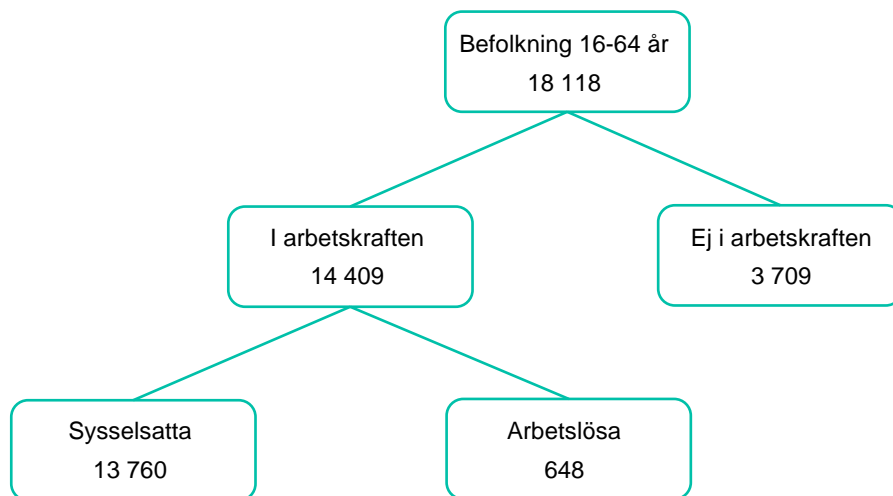 Befolkning 16-64 år
18 118
I arbetskraften
14 409
Ej i arbetskraften
3 709
Sysselsatta
13 760
Arbetslösa
648